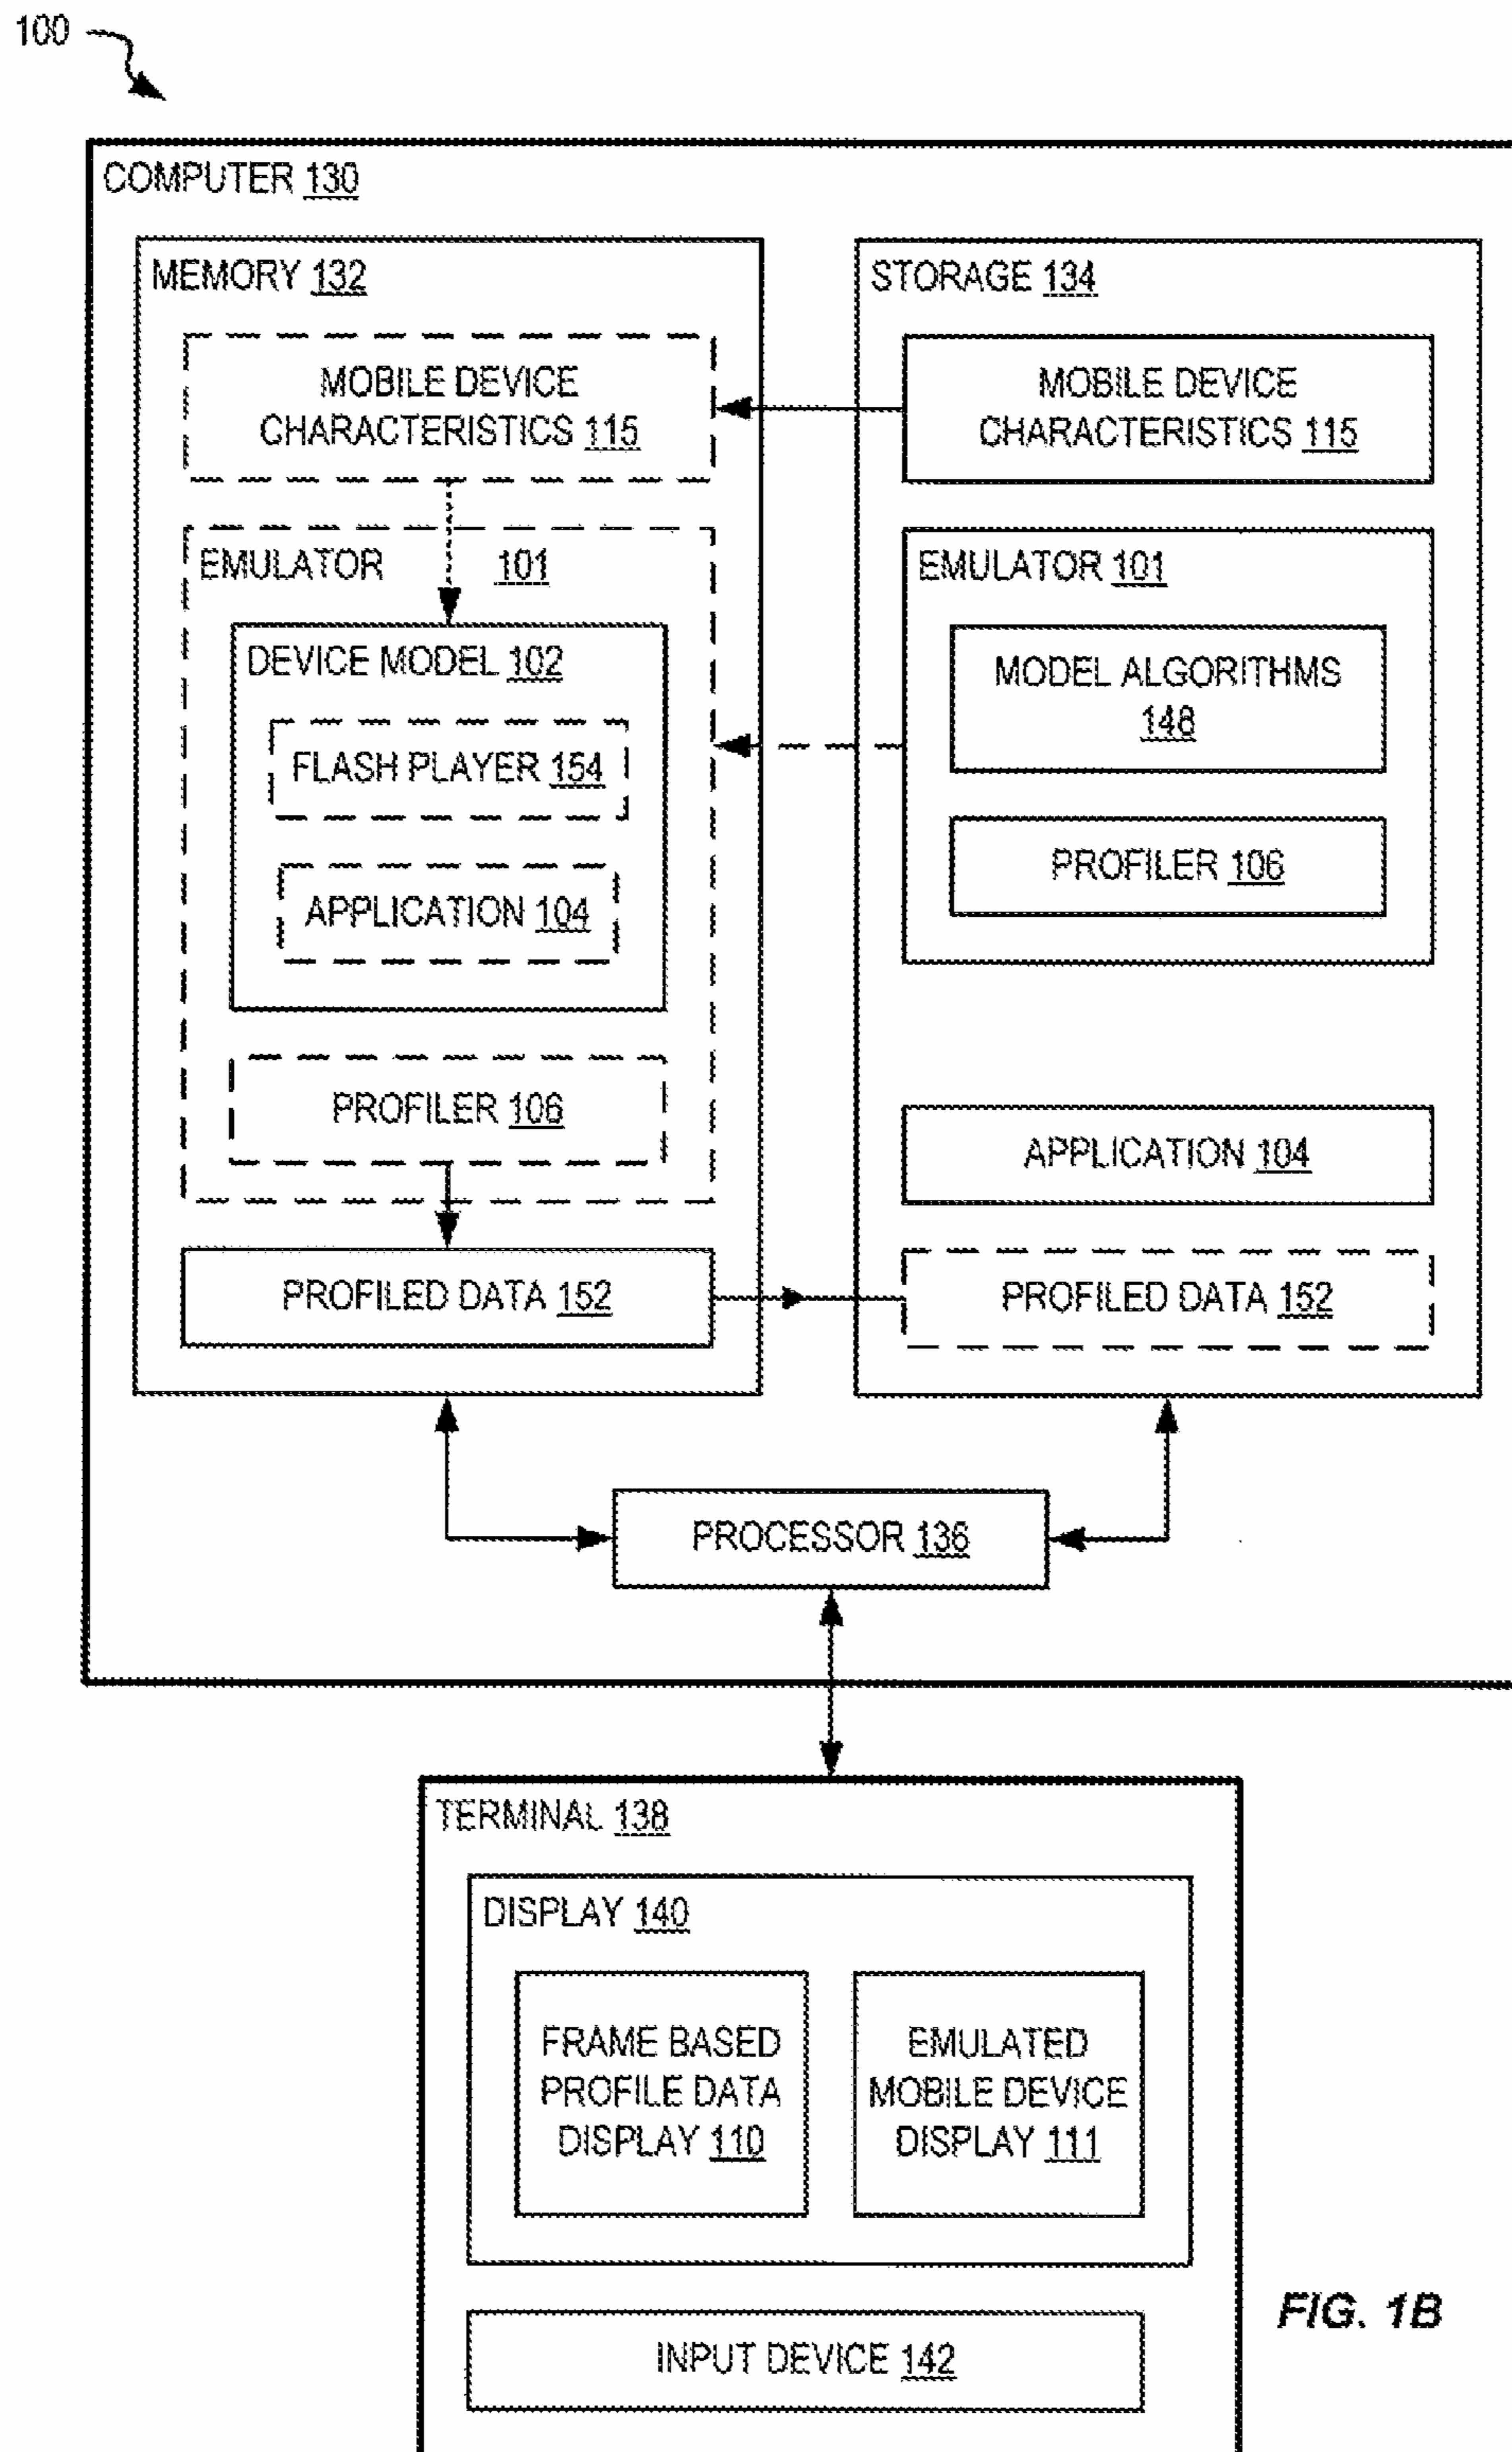 100
COMPUTER 130
MEMORY 132
MOBILE DEVICE
CHARACTERISTICS 115
EMULATOR 101
DEVICE MODEL 102
FLASH PLAYER 154
APPLICATION 104
PROFILER 106
PROFILED DATA 152
STORAGE 134
MOBILE DEVICE
CHARACTERISTICS 115
EMULATOR 101
MODEL ALGORITHMS
148
PROFILER 106
APPLICATION 104
PROFILED DATA 152
PROCESSOR 136
TERMINAL 138
DISPLAY 140
FRAME BASED
PROFILE DATA
DISPLAY 110
EMULATED
MOBILE DEVICE
DISPLAY 111
INPUT DEVICE 142
FIG. 1B